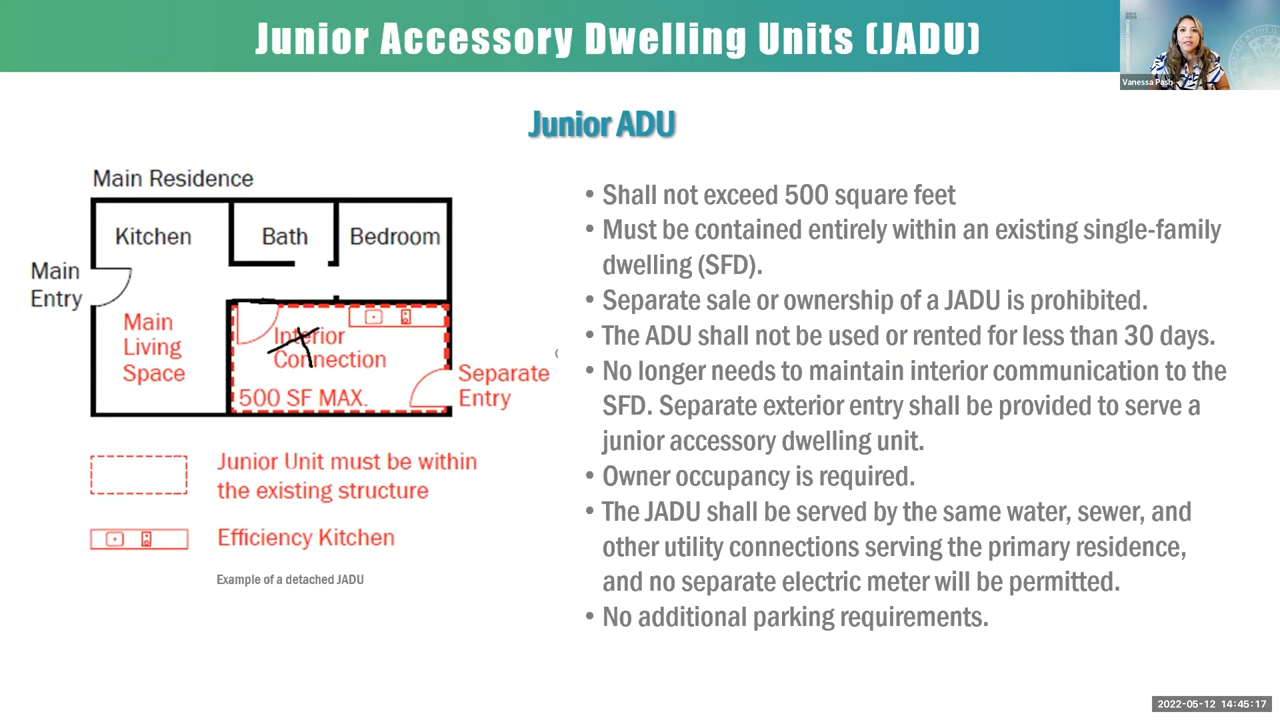 Junior Accessory Dwelling Units (JADU)
Junior ADU
Main Residence
Kitchen
Bath
Bedroom
Main
Entry
Main
Living
Space
Interior
Connection
500 SF MAX.
Separate
Entry
Junior Unit must be within
the existing structure
Efficiency Kitchen
Example of a detached JADU
• Shall not exceed 500 square feet
• Must be contained entirely within an existing single-family
dwelling (SFD).
• Separate sale or ownership of a JADU is prohibited.
• The ADU shall not be used or rented for less than 30 days.
• No longer needs to maintain interior communication to the
SFD. Separate exterior entry shall be provided to serve a
junior accessory dwelling unit.
• Owner occupancy is required.
• The JADU shall be served by the same water, sewer, and
other utility connections serving the primary residence,
and no separate electric meter will be permitted.
• No additional parking requirements.
Vanessa
2022-05-12 14:45:17